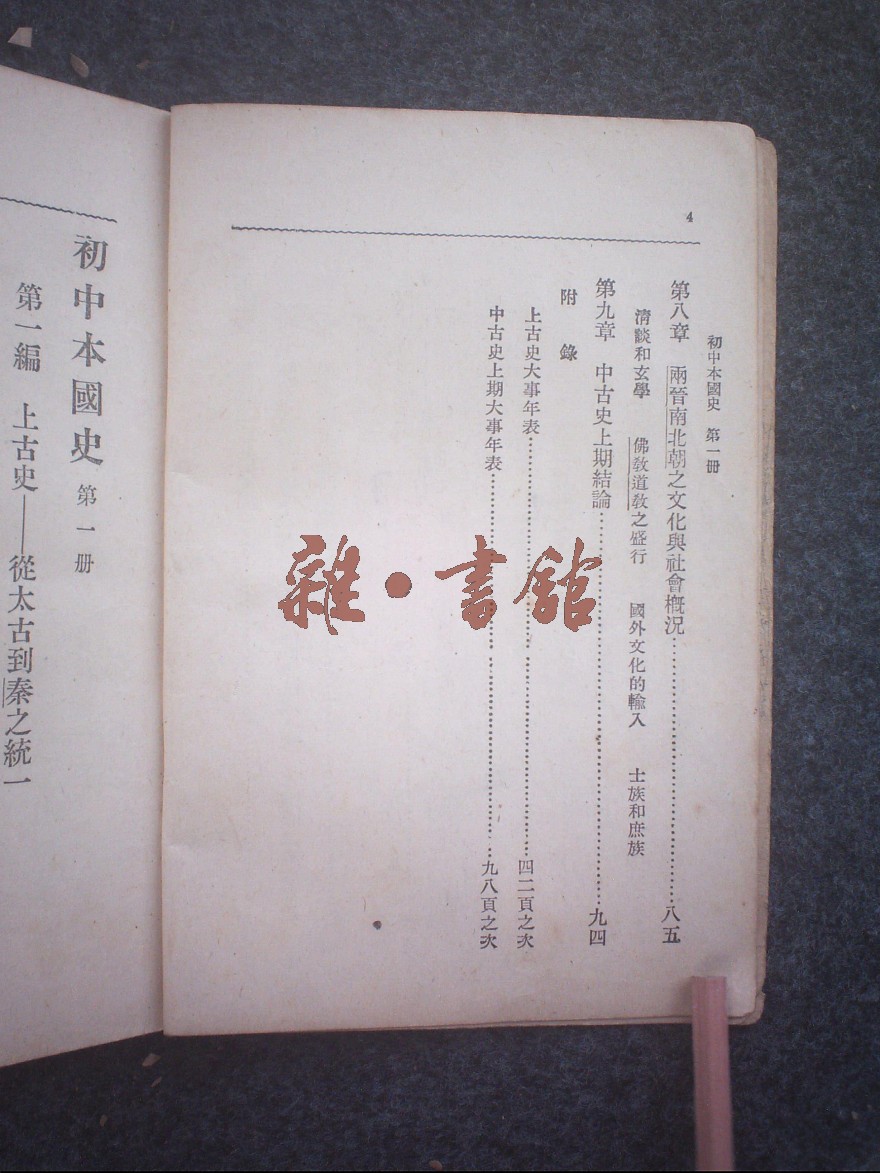 4
初中本國史 第一册
第八章 兩晉南北朝之文化與社會概況……八五
清談和玄學 佛教道教之盛行 國外文化的輸入 士族和庶族
第九章 中古史上期結論……九四
附錄
上古史大事年表……四二頁之次
中古史上期大事年表……九八頁之次
初中本國史 第一册
第一編 上古史——從太古到秦之統一
雜·書館